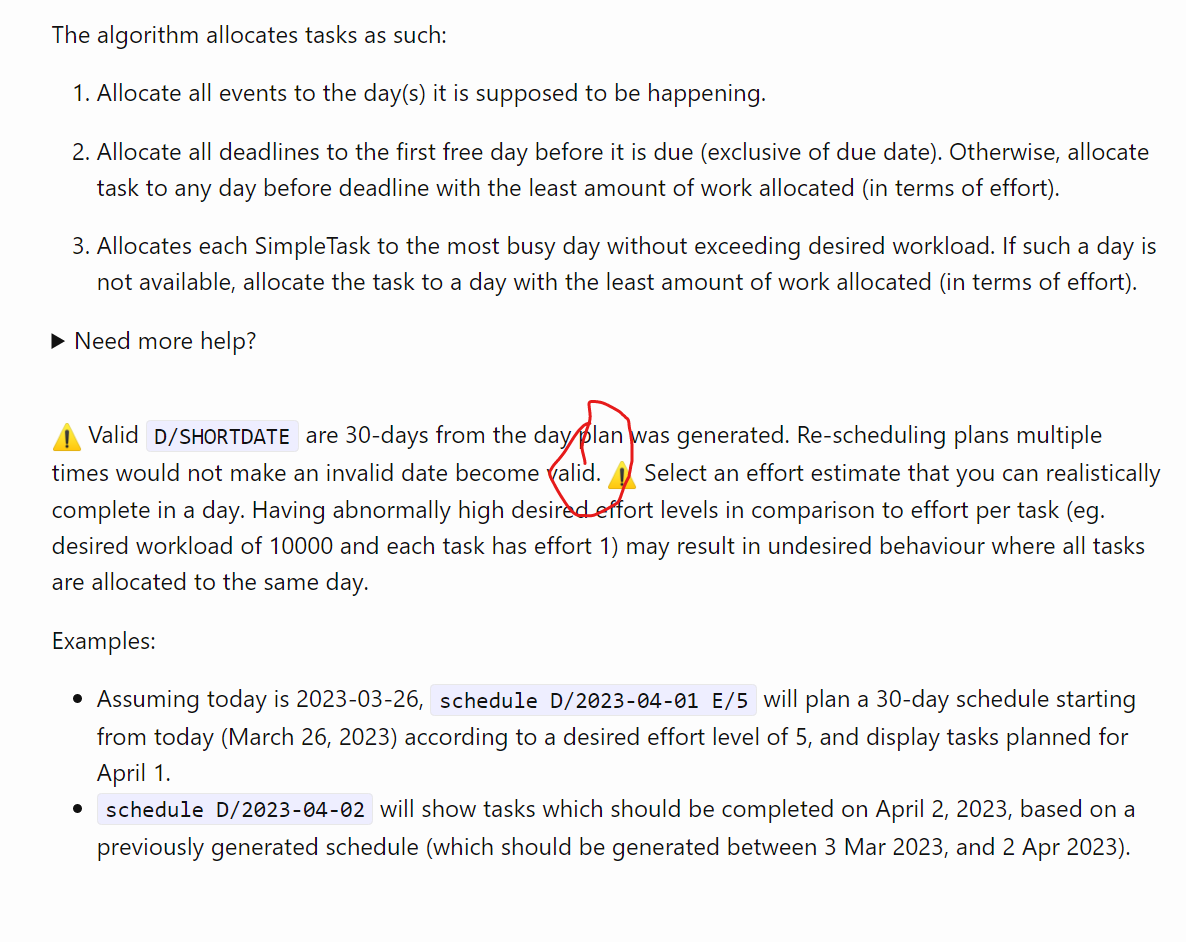 The algorithm allocates tasks as such:
1. Allocate all events to the day(s) it is supposed to be happening.
2. Allocate all deadlines to the first free day before it is due (exclusive of due date). Otherwise, allocate
task to any day before deadline with the least amount of work allocated (in terms of effort).
3. Allocates each SimpleTask to the most busy day without exceeding desired workload. If such a day is
not available, allocate the task to a day with the least amount of work allocated (in terms of effort).
▶ Need more help?
⚠️ Valid D/SHORTDATE are 30-days from the day plan was generated. Re-scheduling plans multiple
times would not make an invalid date become valid. ⚠️ Select an effort estimate that you can realistically
complete in a day. Having abnormally high desired effort levels in comparison to effort per task (eg.
desired workload of 10000 and each task has effort 1) may result in undesired behaviour where all tasks
are allocated to the same day.
Examples:
• Assuming today is 2023-03-26, schedule D/2023-04-01 E/5 will plan a 30-day schedule starting
from today (March 26, 2023) according to a desired effort level of 5, and display tasks planned for
April 1.
• schedule D/2023-04-02 will show tasks which should be completed on April 2, 2023, based on a
previously generated schedule (which should be generated between 3 Mar 2023, and 2 Apr 2023).